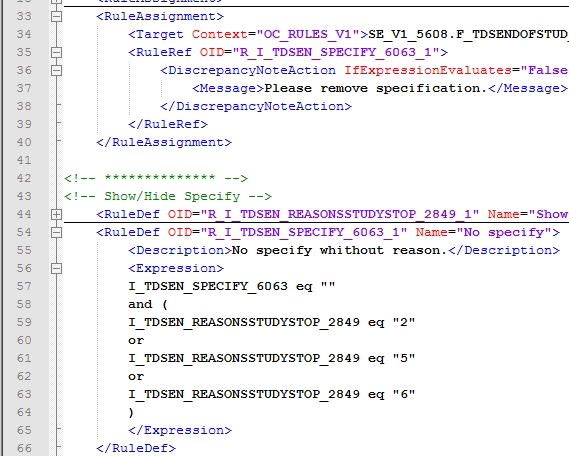 33 <RuleAssignment>
34 <Target Context="OC_RULES_V1">SE_V1_5608.F_TDSENDOFSTUD
35 <RuleRef OID="R_I_TDSEN_SPECIFY_6063_1">
36 <DiscrepancyNoteAction IfExpressionEvaluates="False
37 <Message>Please remove specification.</Message>
38 </DiscrepancyNoteAction>
39 </RuleRef>
40 </RuleAssignment>
41
42 <!-- ************** -->
43 <!-- Show/Hide Specify -->
44 <RuleDef OID="R_I_TDSEN_REASONSSTUDYSTOP_2849_1" Name="Show
54 <RuleDef OID="R_I_TDSEN_SPECIFY_6063_1" Name="No specify">
55 <Description>No specify whithout reason.</Description>
56 <Expression>
57 I_TDSEN_SPECIFY_6063 eq ""
58 and (
59 I_TDSEN_REASONSSTUDYSTOP_2849 eq "2"
60 or
61 I_TDSEN_REASONSSTUDYSTOP_2849 eq "5"
62 or
63 I_TDSEN_REASONSSTUDYSTOP_2849 eq "6"
64 )
65 </Expression>
66 </RuleDef>